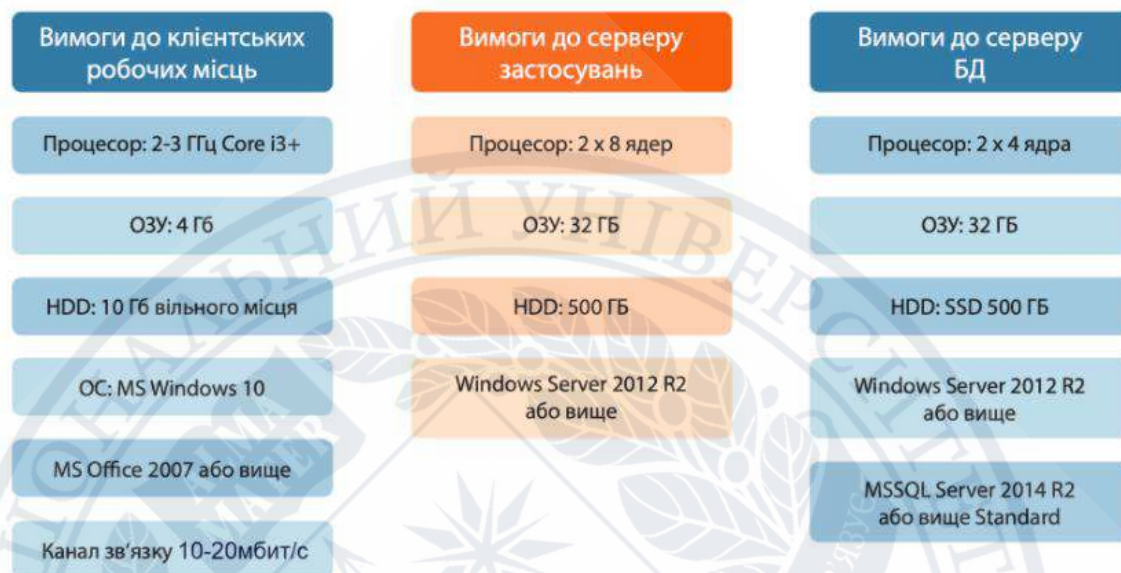 Вимоги до клієнтських
робочих місць
Процесор: 2-3 ГГц Core i3+
ОЗУ: 4 Гб
HDD: 10 Гб вільного місця
ОС: MS Windows 10
MS Office 2007 або вище
Канал зв'язку 10-20мбит/с
Вимоги до серверу
застосувань
Процесор: 2 х 8 ядер
ОЗУ: 32 ГБ
HDD: 500 ГБ
Windows Server 2012 R2
або вище
Вимоги до серверу
БД
Процесор: 2 х 4 ядра
ОЗУ: 32 ГБ
HDD: SSD 500 ГБ
Windows Server 2012 R2
або вище
MSSQL Server 2014 R2
або вище Standard
ОНАЛЬНИЙ УНІВЕРСИТЕ
ALMA
MATER